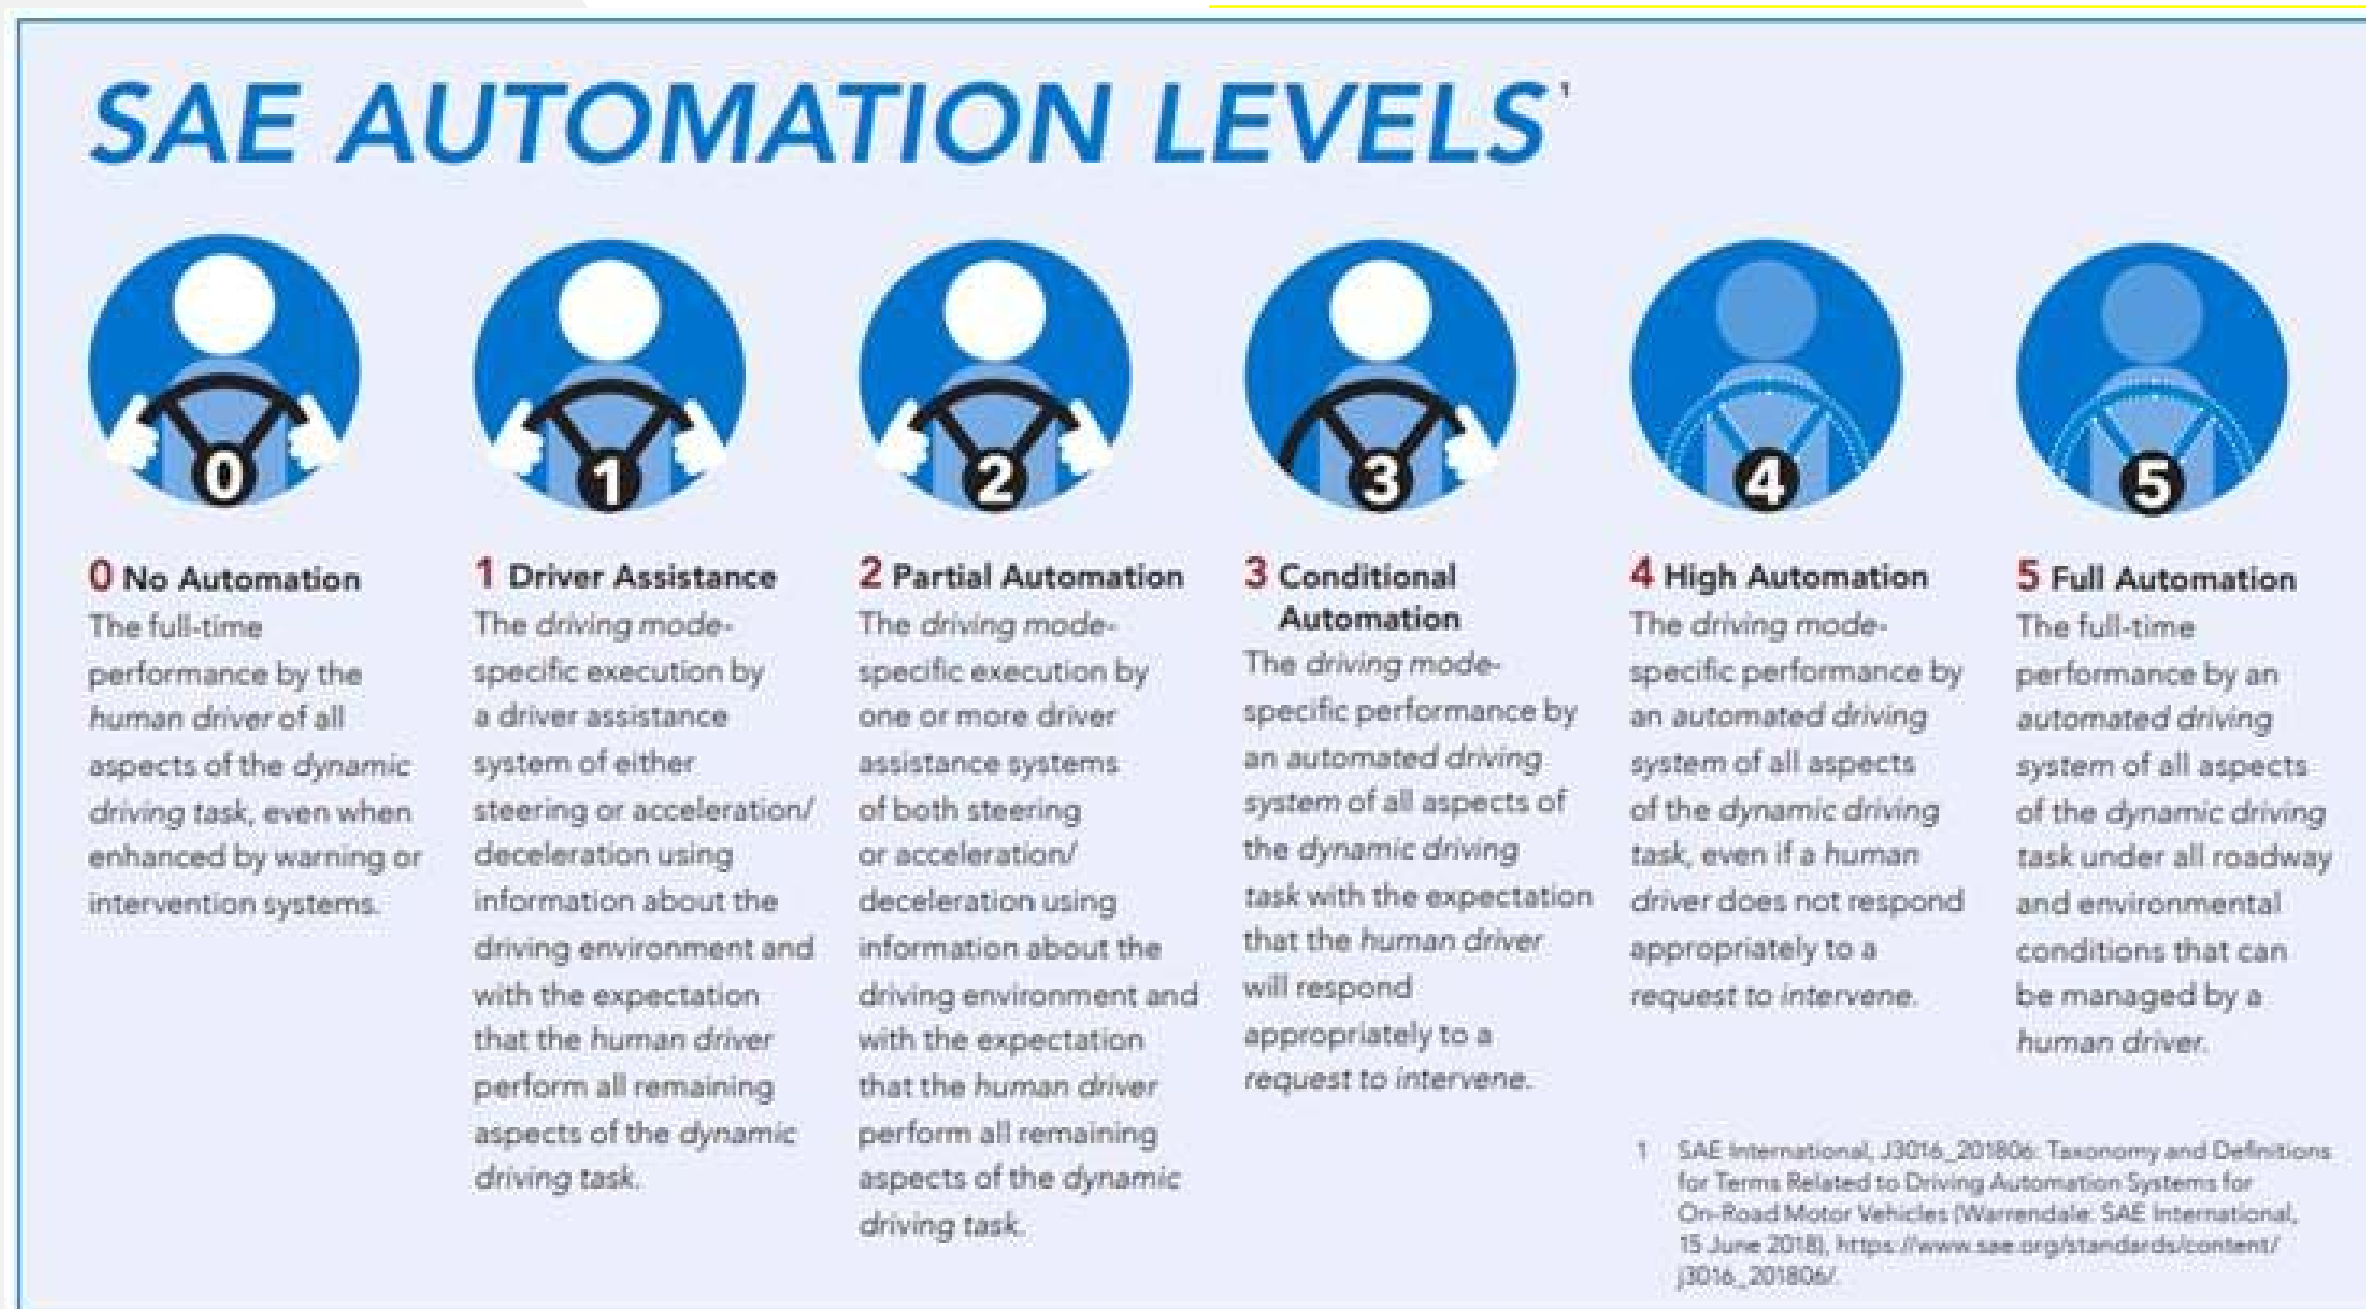 SAE AUTOMATION LEVELS¹
0
1
2
3
4
5
0 No Automation
The full-time
performance by the
human driver of all
aspects of the dynamic
driving task, even when
enhanced by warning or
intervention systems.
1 Driver Assistance
The driving mode-
specific execution by
a driver assistance
system of either
steering or acceleration/
deceleration using
information about the
driving environment and
with the expectation
that the human driver
perform all remaining
aspects of the dynamic
driving task.
2 Partial Automation
The driving mode-
specific execution by
one or more driver
assistance systems
of both steering
or acceleration/
deceleration using
information about the
driving environment and
with the expectation
that the human driver
perform all remaining
aspects of the dynamic
driving task.
3 Conditional
Automation
The driving mode-
specific performance by
an automated driving
system of all aspects of
the dynamic driving
task with the expectation
that the human driver
will respond
appropriately to a
request to intervene.
4 High Automation
The driving mode-
specific performance by
an automated driving
system of all aspects
of the dynamic driving
task, even if a human
driver does not respond
appropriately to a
request to intervene.
5 Full Automation
The full-time
performance by an
automated driving
system of all aspects
of the dynamic driving
task under all roadway
and environmental
conditions that can
be managed by a
human driver.
1 SAE International, J3016_201806: Taxonomy and Definitions
for Terms Related to Driving Automation Systems for
On-Road Motor Vehicles (Warrendale: SAE International,
15 June 2018), https://www.sae.org/standards/content/
j3016_201806/.